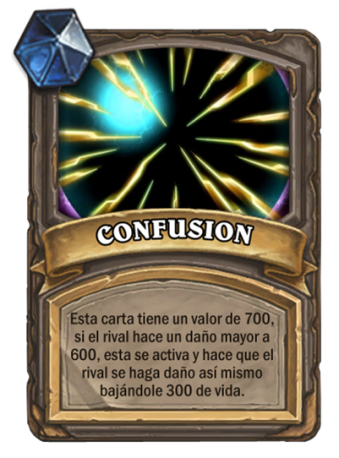 CONFUSION
Esta carta tiene un valor de 700,
si el rival hace un daño mayor a
600, esta se activa y hace que el
rival se haga daño así mismo
bajándole 300 de vida.